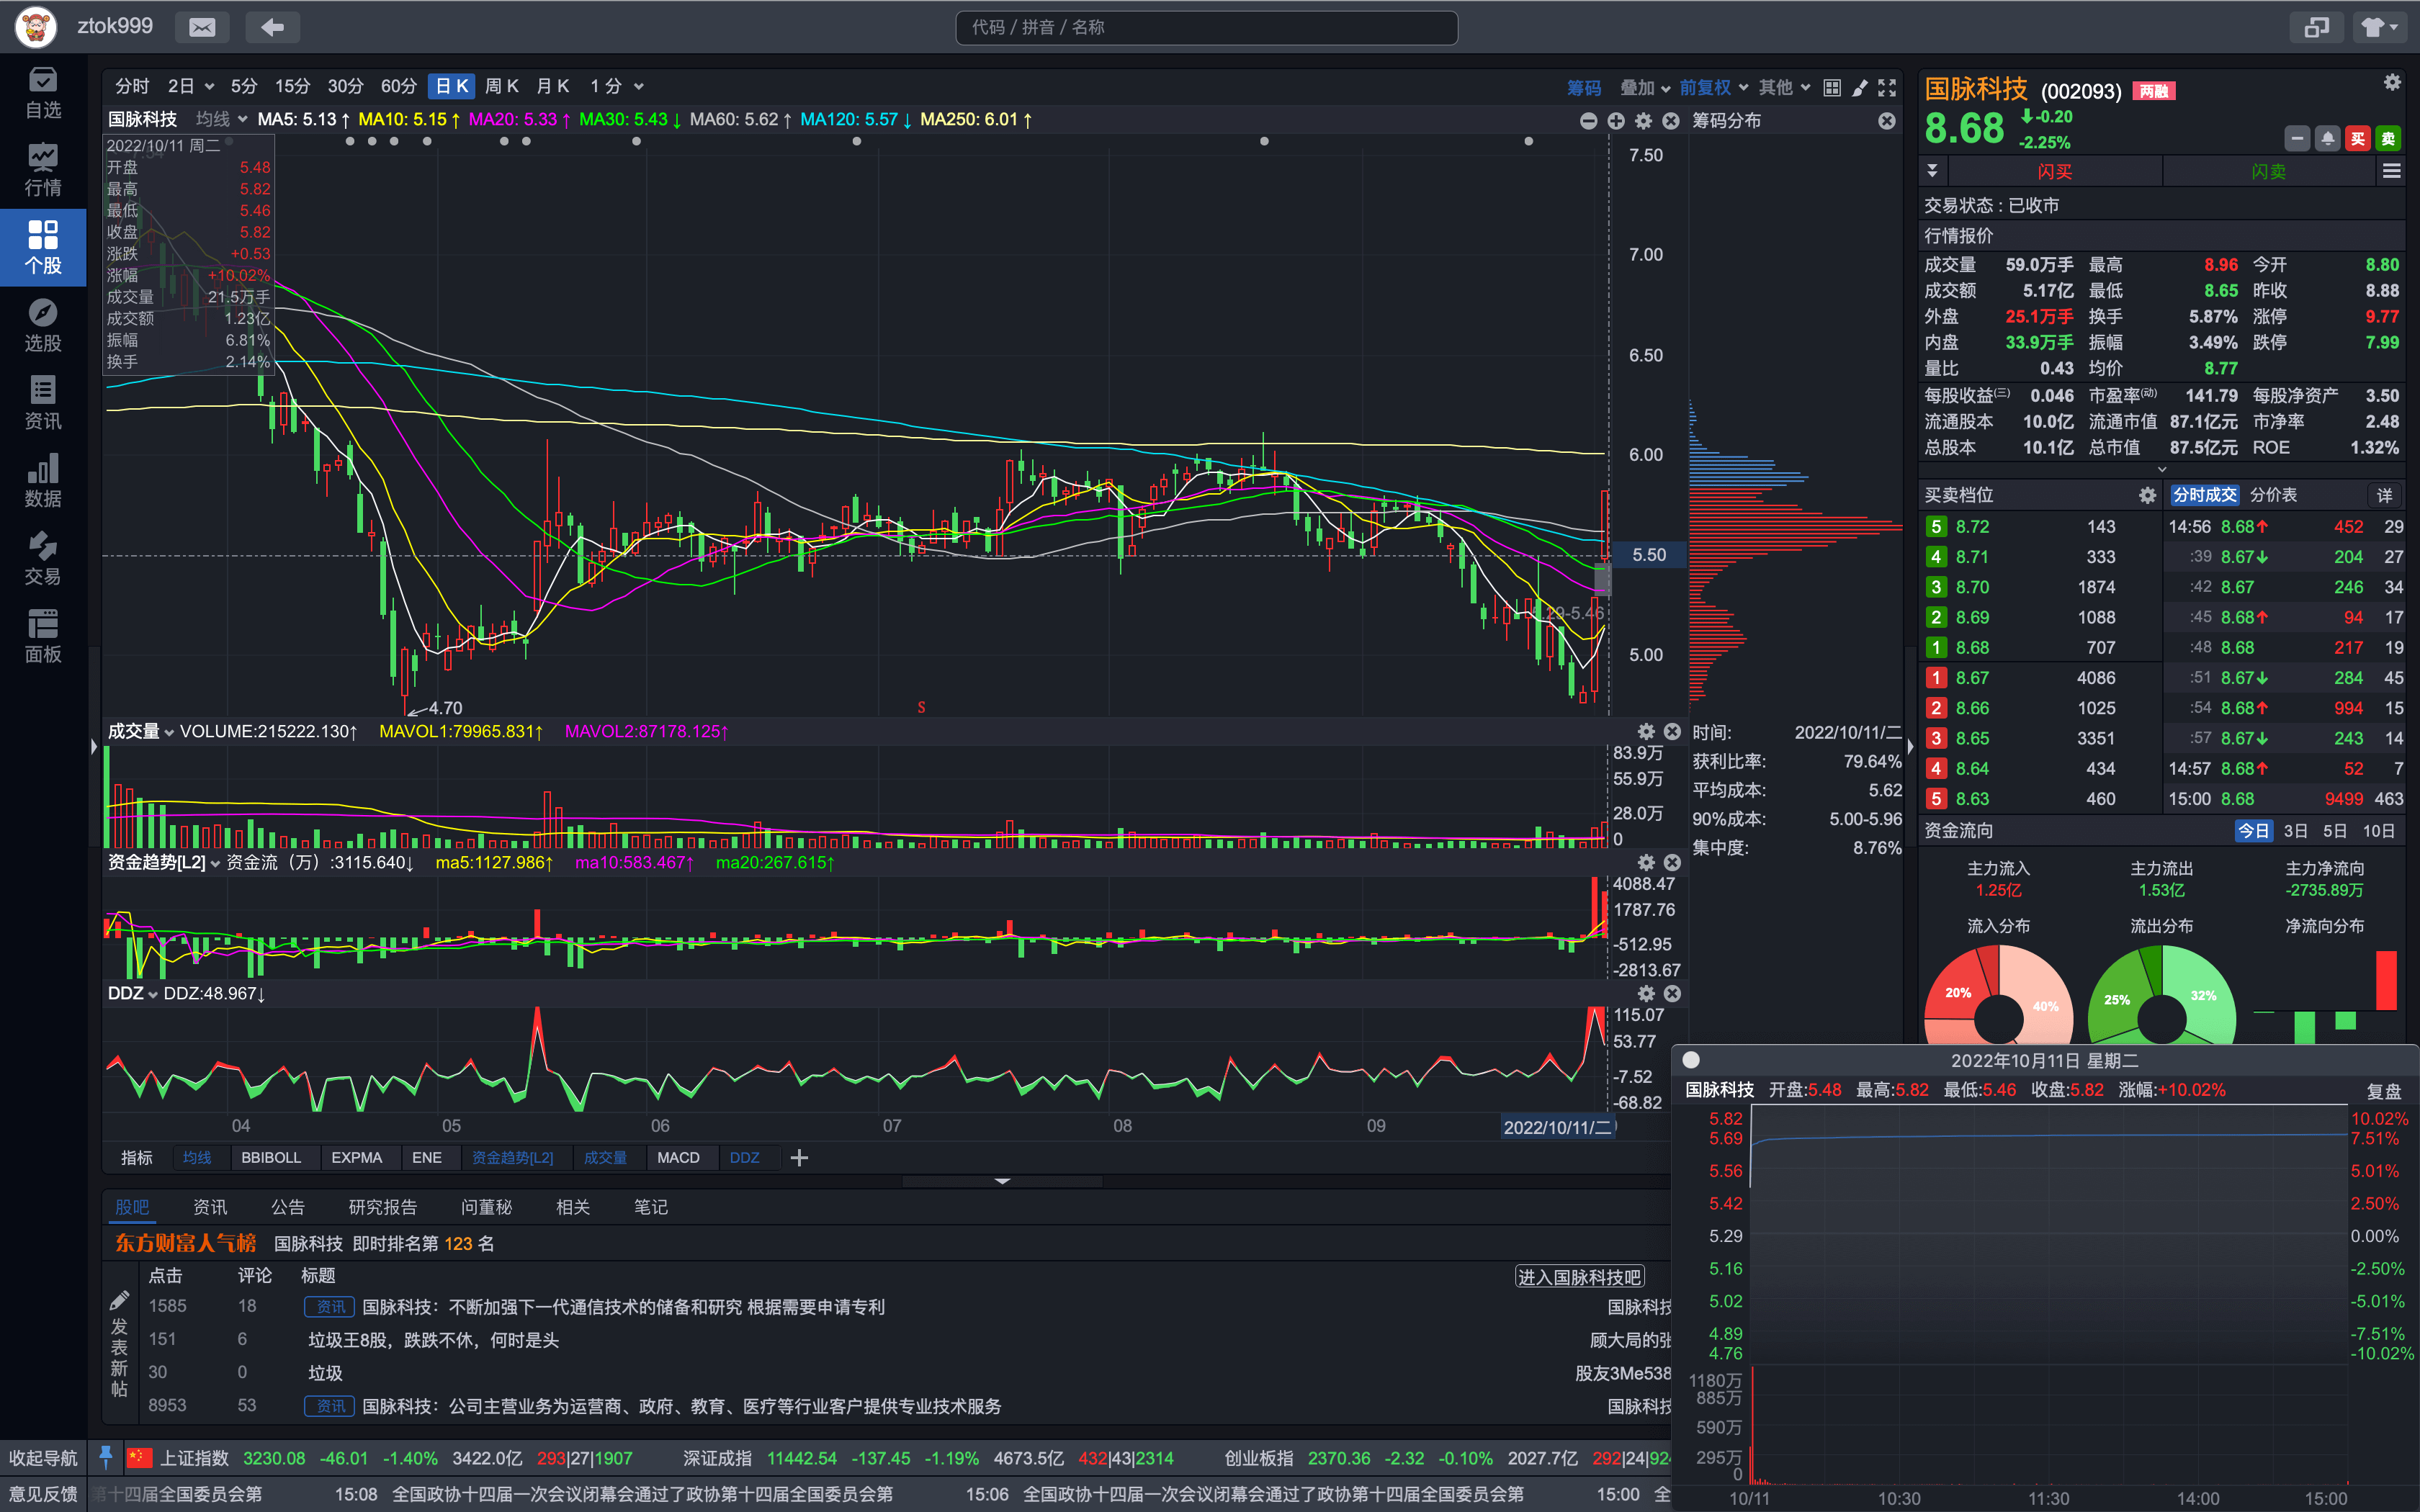 ztok999
代码 / 拼音 / 名称
自选
行情
个股
选股
资讯
数据
交易
面板
分时 2日 5分 15分 30分 60分 日K 周K 月K 1分
筹码 叠加 前复权 其他
国脉科技 均线 MA5: 5.13↑ MA10: 5.15↑ MA20: 5.33↑ MA30: 5.43↓ MA60: 5.62↑ MA120: 5.57↓ MA250: 6.01↑
筹码分布
2022/10/11 周二
开盘 5.48
最高 5.82
最低 5.46
收盘 5.82
涨跌 +0.53
涨幅 +10.02%
成交量 21.5万手
成交额 1.23亿
振幅 6.81%
换手 2.14%
7.50
7.00
6.50
6.00
5.50
5.00
5.29-5.46
4.70
S
成交量 VOLUME:215222.130↑ MAVOL1:79965.831↑ MAVOL2:87178.125↑
83.9万
55.9万
28.0万
0
资金趋势[L2] 资金流（万）:3115.640↓ ma5:1127.986↑ ma10:583.467↑ ma20:267.615↑
4088.47
1787.76
-512.95
-2813.67
DDZ DDZ:48.967↓
115.07
53.77
-7.52
-68.82
04 05 06 07 08 09 2022/10/11/二
时间: 2022/10/11/二
获利比率: 79.64%
平均成本: 5.62
90%成本: 5.00-5.96
集中度: 8.76%
指标 均线 BBIBOLL EXPMA ENE 资金趋势[L2] 成交量 MACD DDZ
股吧 资讯 公告 研究报告 问董秘 相关 笔记
东方财富人气榜 国脉科技 即时排名第 123 名
点击 评论 标题 进入国脉科技吧
发表新帖
1585 18 资讯 国脉科技：不断加强下一代通信技术的储备和研究 根据需要申请专利 国脉科技
151 6 垃圾王8股，跌跌不休，何时是头 顾大局的张
30 0 垃圾 股友3Me538
8953 53 资讯 国脉科技：公司主营业务为运营商、政府、教育、医疗等行业客户提供专业技术服务 国脉科技
国脉科技 (002093) 两融
8.68 -0.20
-2.25%
买 卖
闪买 闪卖
交易状态：已收市
行情报价
成交量 59.0万手 最高 8.96 今开 8.80
成交额 5.17亿 最低 8.65 昨收 8.88
外盘 25.1万手 换手 5.87% 涨停 9.77
内盘 33.9万手 振幅 3.49% 跌停 7.99
量比 0.43 均价 8.77
每股收益(三) 0.046 市盈率(动) 141.79 每股净资产 3.50
流通股本 10.0亿 流通市值 87.1亿元 市净率 2.48
总股本 10.1亿 总市值 87.5亿元 ROE 1.32%
买卖档位 分时成交 分价表 详
5 8.72 143 14:56 8.68↑ 452 29
4 8.71 333 :39 8.67↓ 204 27
3 8.70 1874 :42 8.67 246 34
2 8.69 1088 :45 8.68↑ 94 17
1 8.68 707 :48 8.68 217 19
1 8.67 4086 :51 8.67↓ 284 45
2 8.66 1025 :54 8.68↑ 994 15
3 8.65 3351 :57 8.67↓ 243 14
4 8.64 434 14:57 8.68↑ 52 7
5 8.63 460 15:00 8.68 9499 463
资金流向 今日 3日 5日 10日
主力流入 主力流出 主力净流向
1.25亿 1.53亿 -2735.89万
流入分布 流出分布 净流向分布
20% 40% 25% 32%
2022年10月11日 星期二
国脉科技 开盘:5.48 最高:5.82 最低:5.46 收盘:5.82 涨幅:+10.02% 复盘
5.82 10.02%
5.69 7.51%
5.56 5.01%
5.42 2.50%
5.29 0.00%
5.16 -2.50%
5.02 -5.01%
4.89 -7.51%
4.76 -10.02%
1180万
885万
590万
295万
0
10/11 10:30 11:30 14:00 15:00
收起导航 上证指数 3230.08 -46.01 -1.40% 3422.0亿 293|27|1907 深证成指 11442.54 -137.45 -1.19% 4673.5亿 432|43|2314 创业板指 2370.36 -2.32 -0.10% 2027.7亿 292|24|924
意见反馈 第十四届全国委员会第 15:08 全国政协十四届一次会议闭幕会通过了政协第十四届全国委员会第 15:06 全国政协十四届一次会议闭幕会通过了政协第十四届全国委员会第 15:00 全